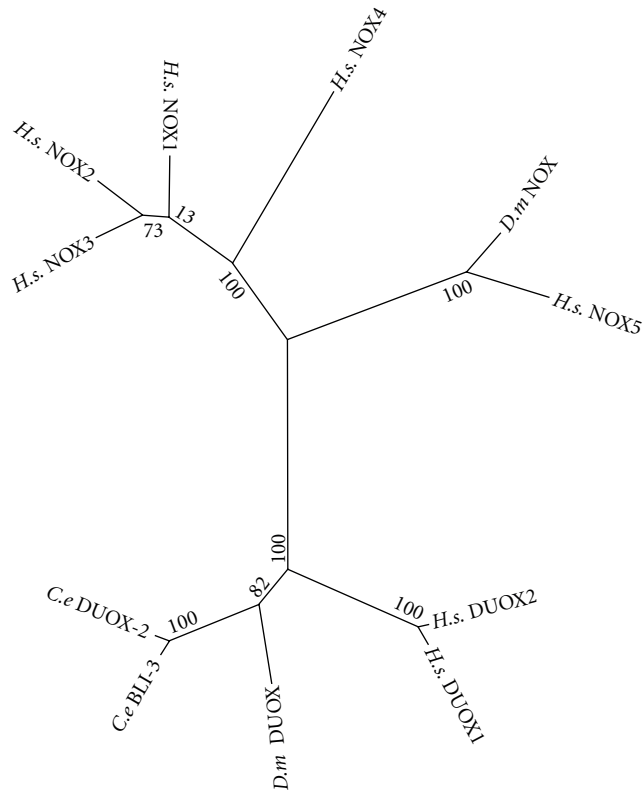 H.s. NOX4
H.s. NOX1
H.s. NOX2
D.m NOX
13
73
H.s. NOX3
100
100
H.s. NOX5
100
82
C.e DUOX-2
100
100
H.s. DUOX2
C.e BLI-3
H.s. DUOX1
D.m DUOX